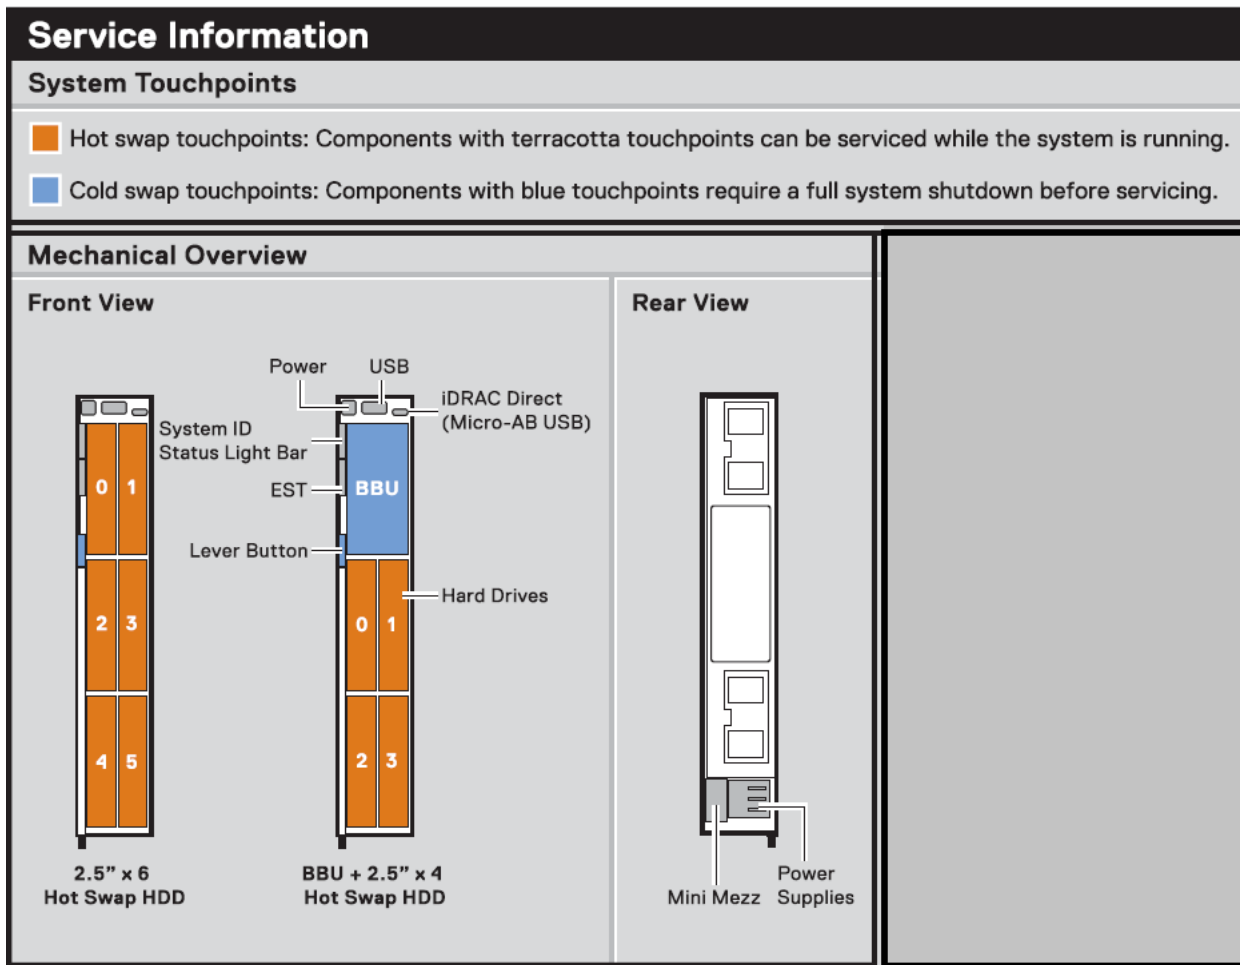 Service Information
System Touchpoints
Hot swap touchpoints: Components with terracotta touchpoints can be serviced while the system is running.
Cold swap touchpoints: Components with blue touchpoints require a full system shutdown before servicing.
Mechanical Overview
Front View
0 1
2 3
4 5
2.5” x 6
Hot Swap HDD
Power
USB
iDRAC Direct
(Micro-AB USB)
System ID
Status Light Bar
EST
BBU
Lever Button
Hard Drives
0 1
2 3
BBU + 2.5” x 4
Hot Swap HDD
Rear View
Mini Mezz
Power
Supplies